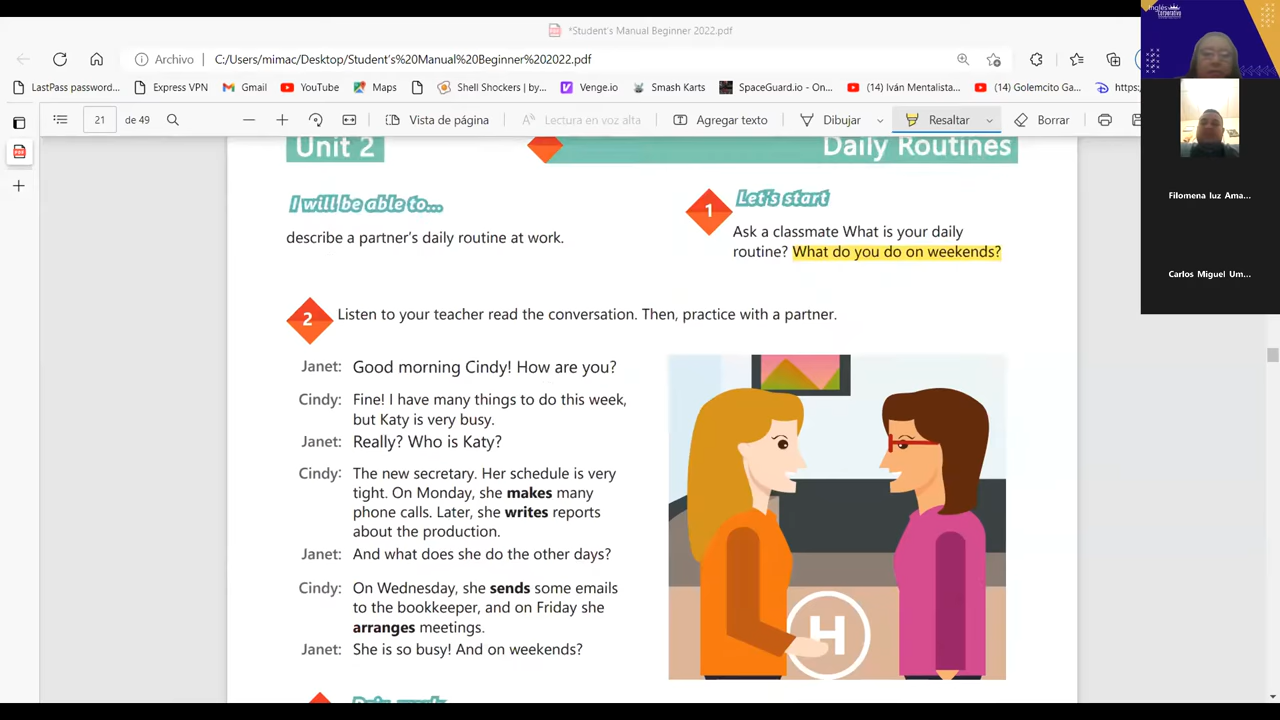 Inglés
Corporativo
*Student's Manual Beginner 2022.pdf
Archivo
C:/Users/mimac/Desktop/Student's%20Manual%20Beginner%202022.pdf
LastPass password...
Express VPN
Gmail
YouTube
Maps
Shell Shockers | by...
Venge.io
Smash Karts
SpaceGuard.io - On...
(14) Iván Mentalista...
(14) Golemcito Ga...
https:
21
de 49
Vista de página
Lectura en voz alta
Agregar texto
Dibujar
Resaltar
Borrar
Unit 2
Daily Routines
I will be able to...
describe a partner's daily routine at work.
1
Let's start
Ask a classmate What is your daily
routine? What do you do on weekends?
2
Listen to your teacher read the conversation. Then, practice with a partner.
Janet: Good morning Cindy! How are you?
Cindy: Fine! I have many things to do this week,
but Katy is very busy.
Janet: Really? Who is Katy?
Cindy: The new secretary. Her schedule is very
tight. On Monday, she makes many
phone calls. Later, she writes reports
about the production.
Janet: And what does she do the other days?
Cindy: On Wednesday, she sends some emails
to the bookkeeper, and on Friday she
arranges meetings.
Janet: She is so busy! And on weekends?
H
Filomena luz Ama...
Carlos Miguel Um...